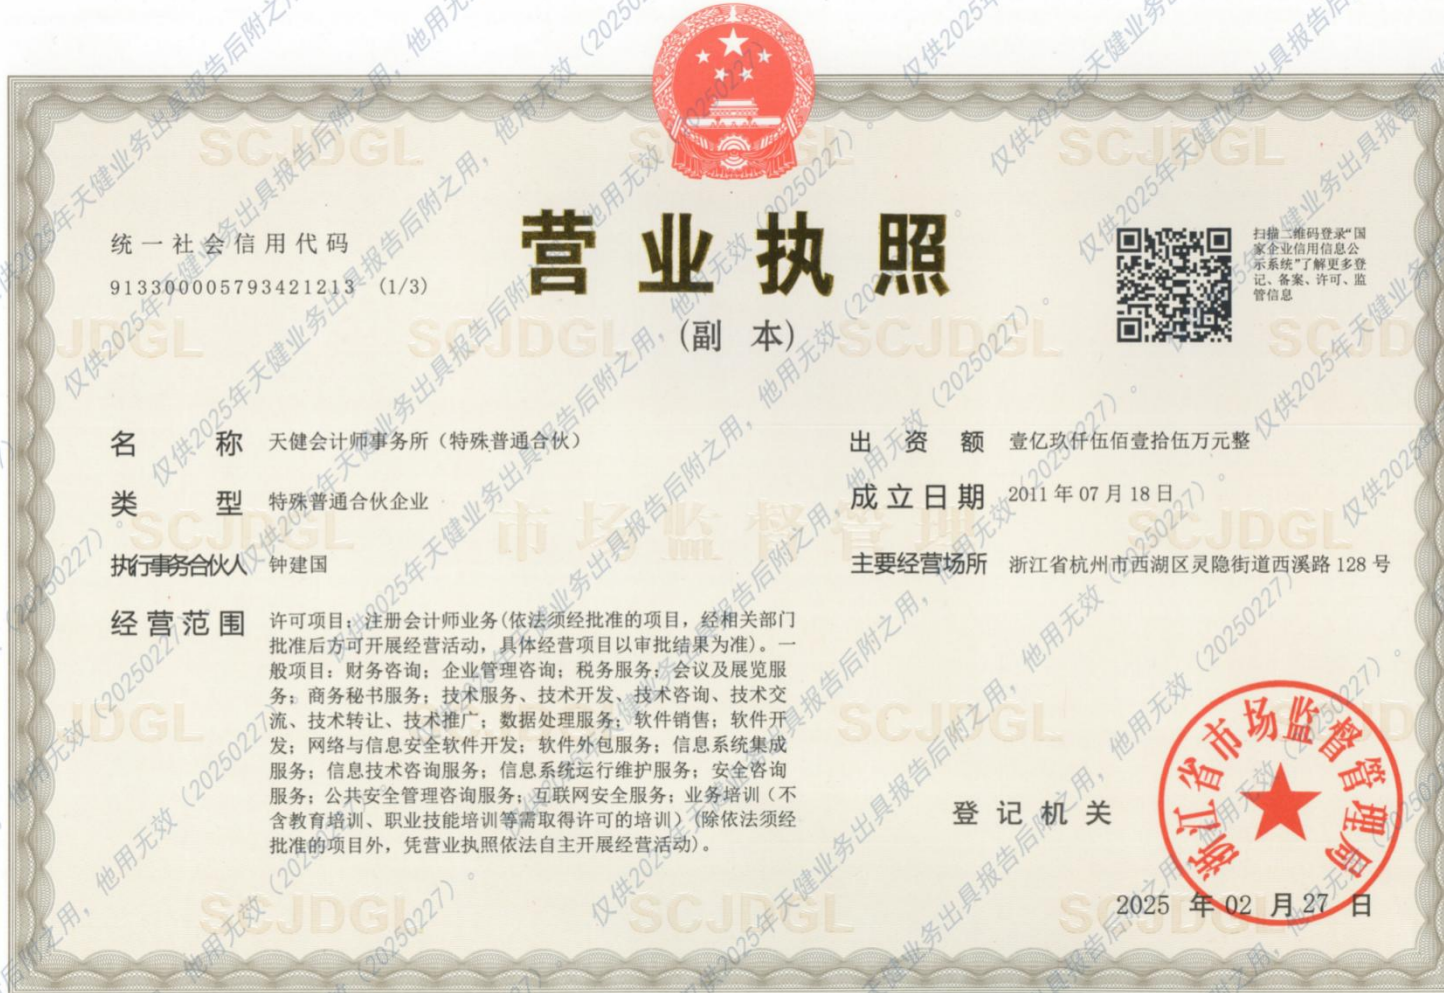 营业执照
(副 本)
统一社会信用代码
913300005793421213 (1/3)
扫描二维码登录“国
家企业信用信息公
示系统”了解更多登
记、备案、许可、监
管信息
名 称 天健会计师事务所（特殊普通合伙）
类 型 特殊普通合伙企业
执行事务合伙人 钟建国
经营范围 许可项目：注册会计师业务(依法须经批准的项目，经相关部门
批准后方可开展经营活动，具体经营项目以审批结果为准)。一
般项目：财务咨询；企业管理咨询；税务服务；会议及展览服
务；商务秘书服务；技术服务、技术开发、技术咨询、技术交
流、技术转让、技术推广；数据处理服务；软件销售；软件开
发；网络与信息安全软件开发；软件外包服务；信息系统集成
服务；信息技术咨询服务；信息系统运行维护服务；安全咨询
服务；公共安全管理咨询服务；互联网安全服务；业务培训（不
含教育培训、职业技能培训等需取得许可的培训）(除依法须经
批准的项目外，凭营业执照依法自主开展经营活动)。
出 资 额 壹亿玖仟伍佰壹拾伍万元整
成立日期 2011 年 07 月 18 日
主要经营场所 浙江省杭州市西湖区灵隐街道西溪路 128 号
登记机关
浙江省市场监督管理局
2025 年 02 月 27 日
市场监督管理
SCJDGL
仅供2025年天健业务出具报告后附之用，他用无效（20250227）。